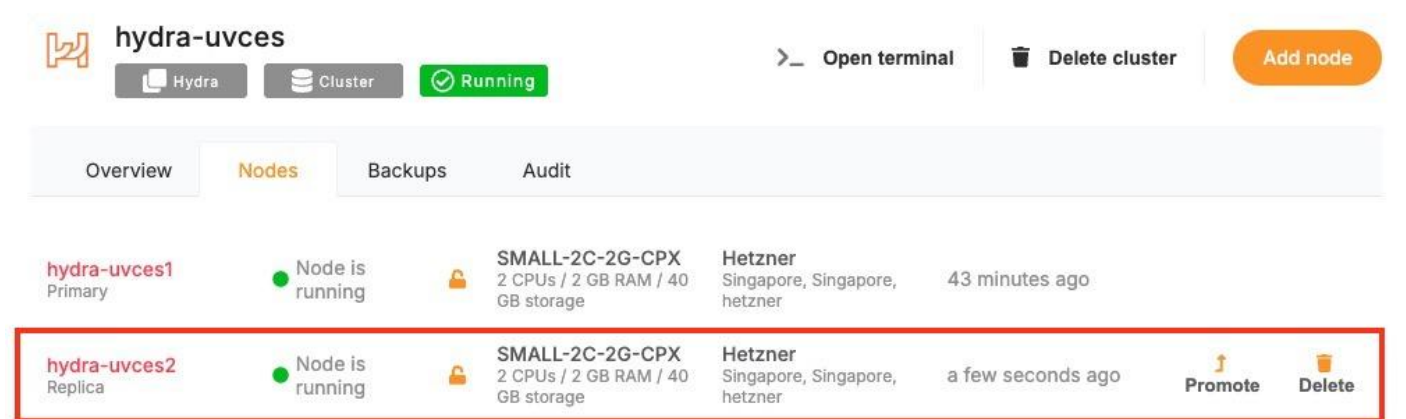 hydra-uvces
Hydra
Cluster
Running
>_ Open terminal
Delete cluster
Add node
Overview
Nodes
Backups
Audit
hydra-uvces1
Primary
Node is
running
SMALL-2C-2G-CPX
2 CPUs / 2 GB RAM / 40
GB storage
Hetzner
Singapore, Singapore,
hetzner
43 minutes ago
hydra-uvces2
Replica
Node is
running
SMALL-2C-2G-CPX
2 CPUs / 2 GB RAM / 40
GB storage
Hetzner
Singapore, Singapore,
hetzner
a few seconds ago
Promote
Delete